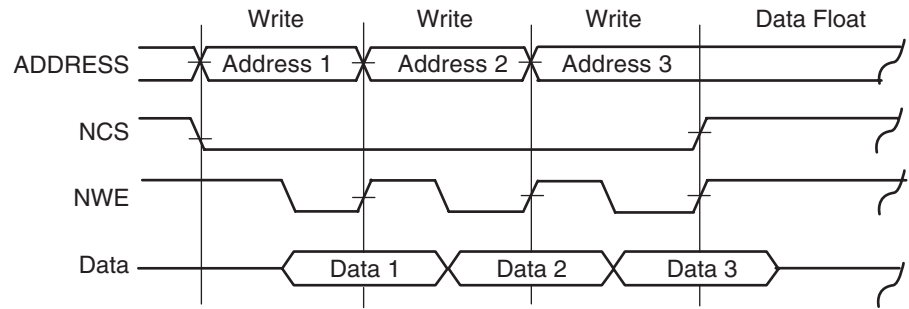 Write Write Write Data Float
ADDRESS Address 1 Address 2 Address 3
NCS
NWE
Data Data 1 Data 2 Data 3